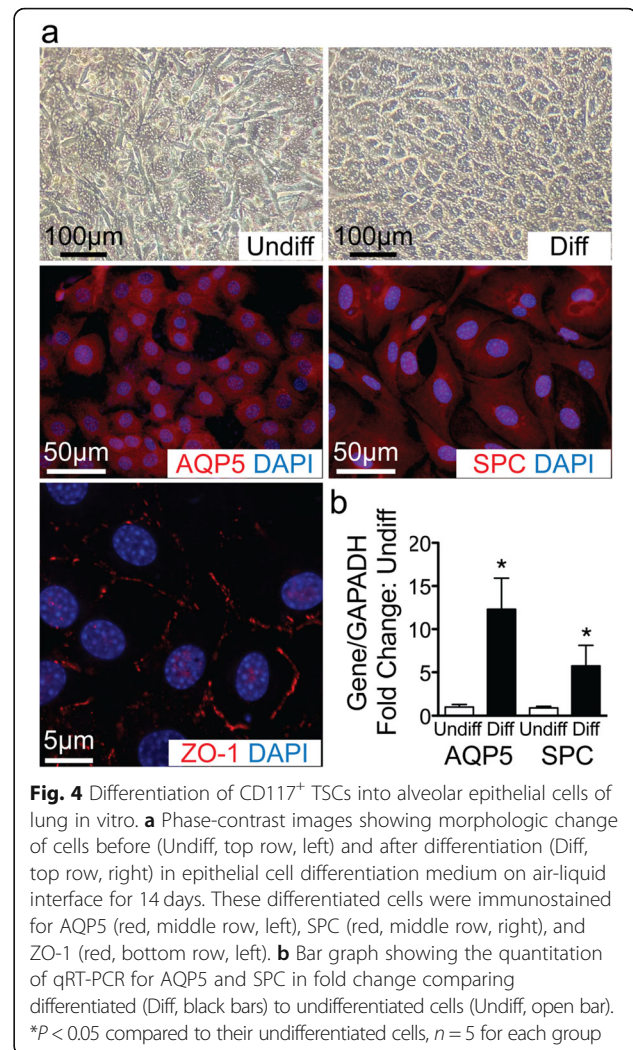 a
100μm
Undiff
100μm
Diff
50μm
AQP5 DAPI
50μm
SPC DAPI
5μm
ZO-1 DAPI
b
Gene/GAPADH
Fold Change: Undiff
20
15
10
5
0
*
*
Undiff Diff Undiff Diff
AQP5 SPC
Fig. 4 Differentiation of CD117⁺ TSCs into alveolar epithelial cells of
lung in vitro. a Phase-contrast images showing morphologic change
of cells before (Undiff, top row, left) and after differentiation (Diff,
top row, right) in epithelial cell differentiation medium on air-liquid
interface for 14 days. These differentiated cells were immunostained
for AQP5 (red, middle row, left), SPC (red, middle row, right), and
ZO-1 (red, bottom row, left). b Bar graph showing the quantitation
of qRT-PCR for AQP5 and SPC in fold change comparing
differentiated (Diff, black bars) to undifferentiated cells (Undiff, open bar).
*P < 0.05 compared to their undifferentiated cells, n = 5 for each group